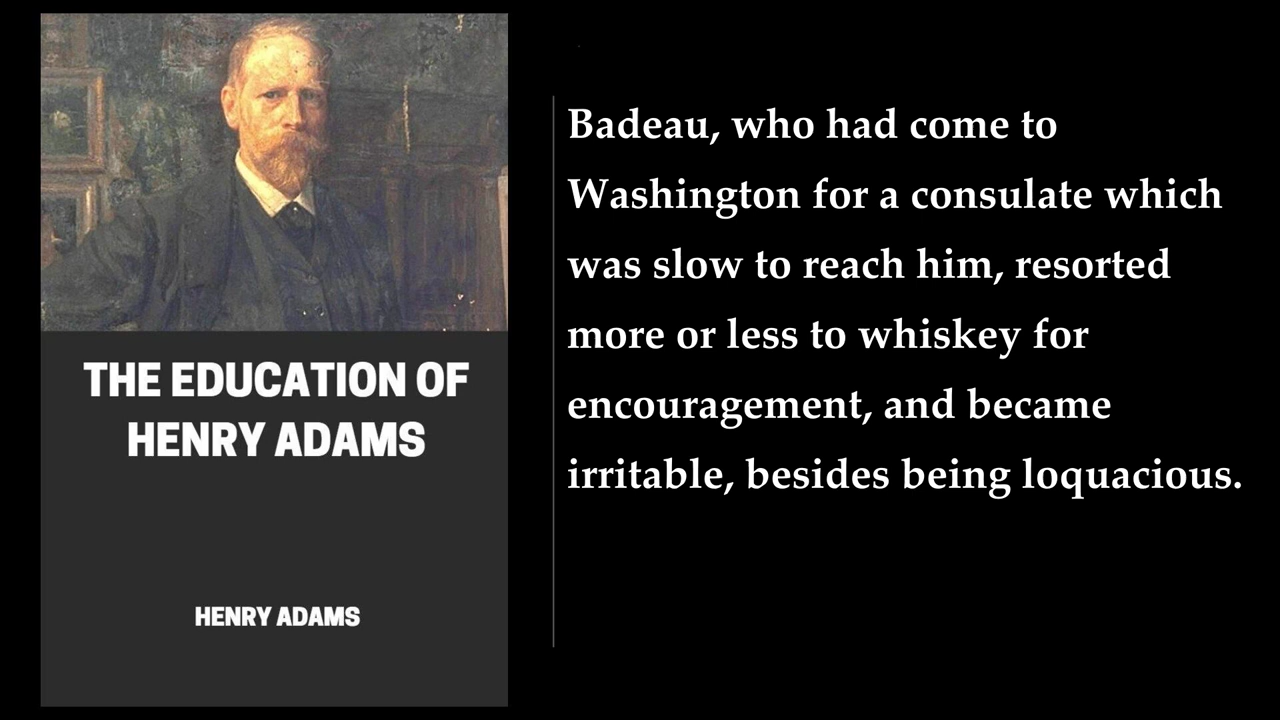 THE EDUCATION OF
HENRY ADAMS
HENRY ADAMS
Badeau, who had come to
Washington for a consulate which
was slow to reach him, resorted
more or less to whiskey for
encouragement, and became
irritable, besides being loquacious.